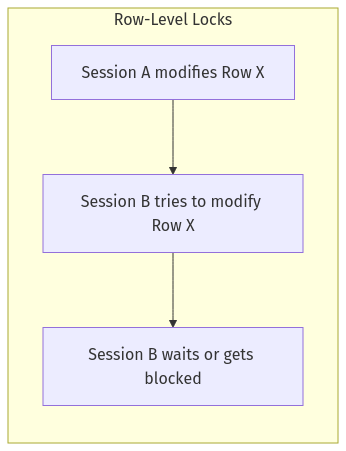 Row-Level Locks
Session A modifies Row X
Session B tries to modify
Row X
Session B waits or gets
blocked